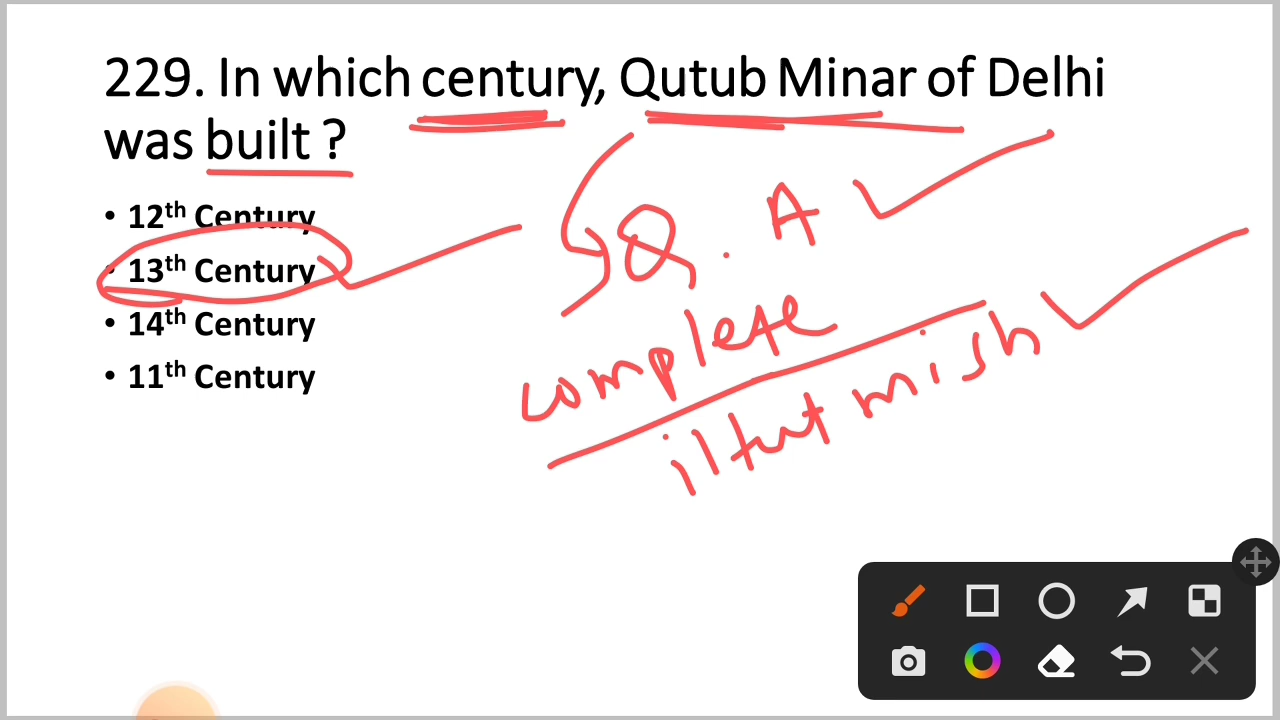 229. In which century, Qutub Minar of Delhi
was built ?
• 12th Century
• 13th Century
• 14th Century
• 11th Century
Q. A
complete
iltutmish